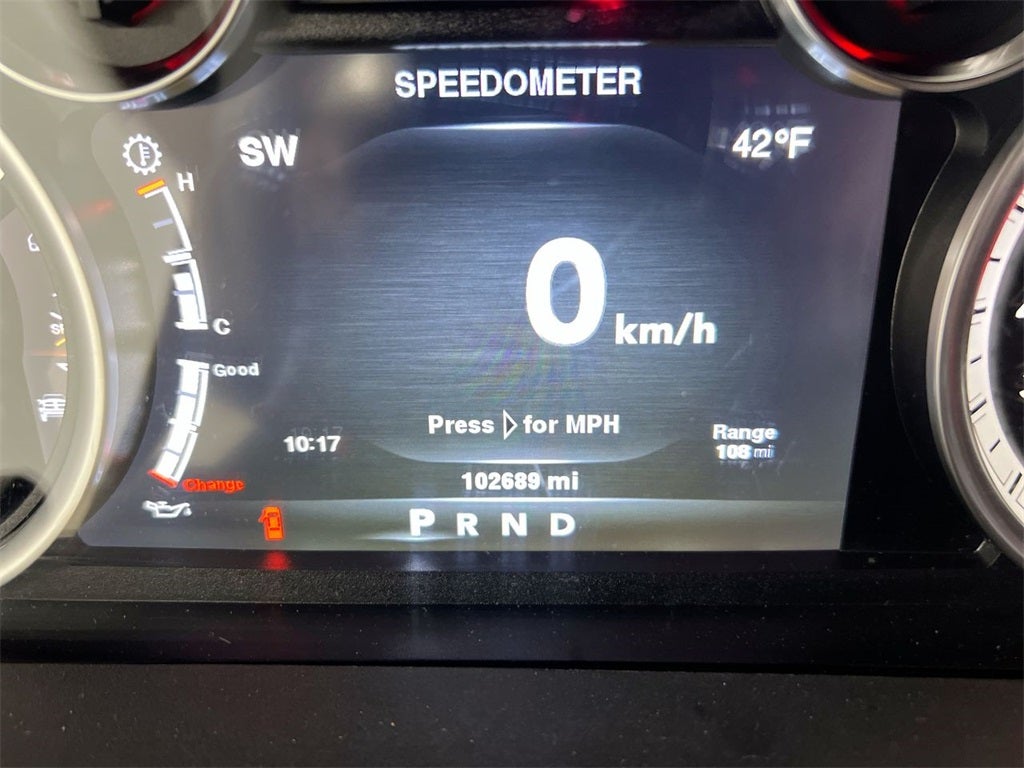 SPEEDOMETER
SW
42°F
H
0 km/h
C
Good
Press ▷ for MPH
10:17
Range
108 mi
102689 mi
Change
P R N D